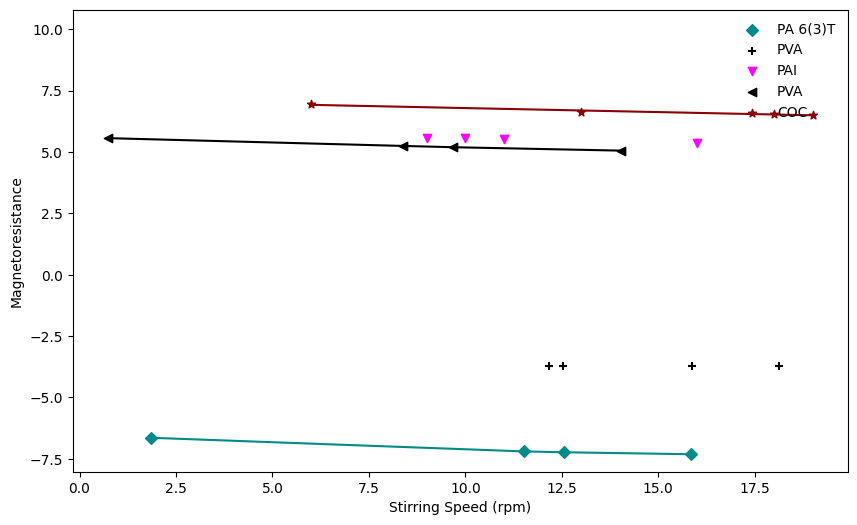 10.0
7.5
5.0
2.5
0.0
−2.5
−5.0
−7.5
Magnetoresistance
PA 6(3)T
PVA
PAI
PVA
COC
0.0 2.5 5.0 7.5 10.0 12.5 15.0 17.5
Stirring Speed (rpm)